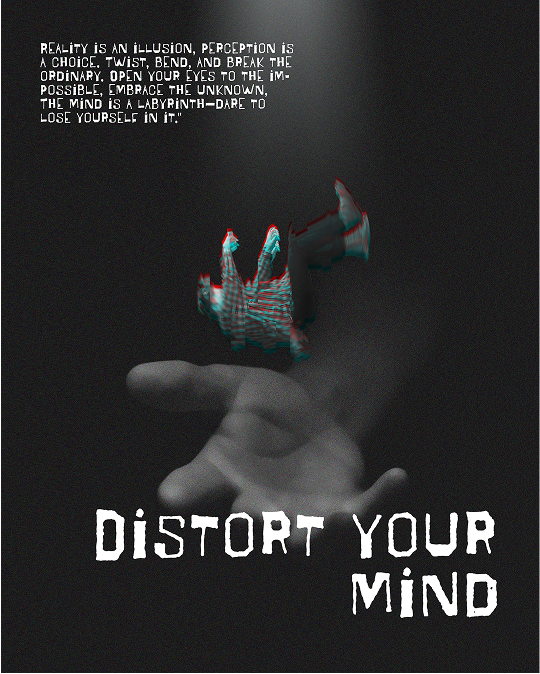 REALITY IS AN ILLUSION, PERCEPTION IS
A CHOICE. TWIST, BEND, AND BREAK THE
ORDINARY. OPEN YOUR EYES TO THE IM-
POSSIBLE, EMBRACE THE UNKNOWN,
THE MIND IS A LABYRINTH—DARE TO
LOSE YOURSELF IN IT."
DISTORT YOUR
MIND